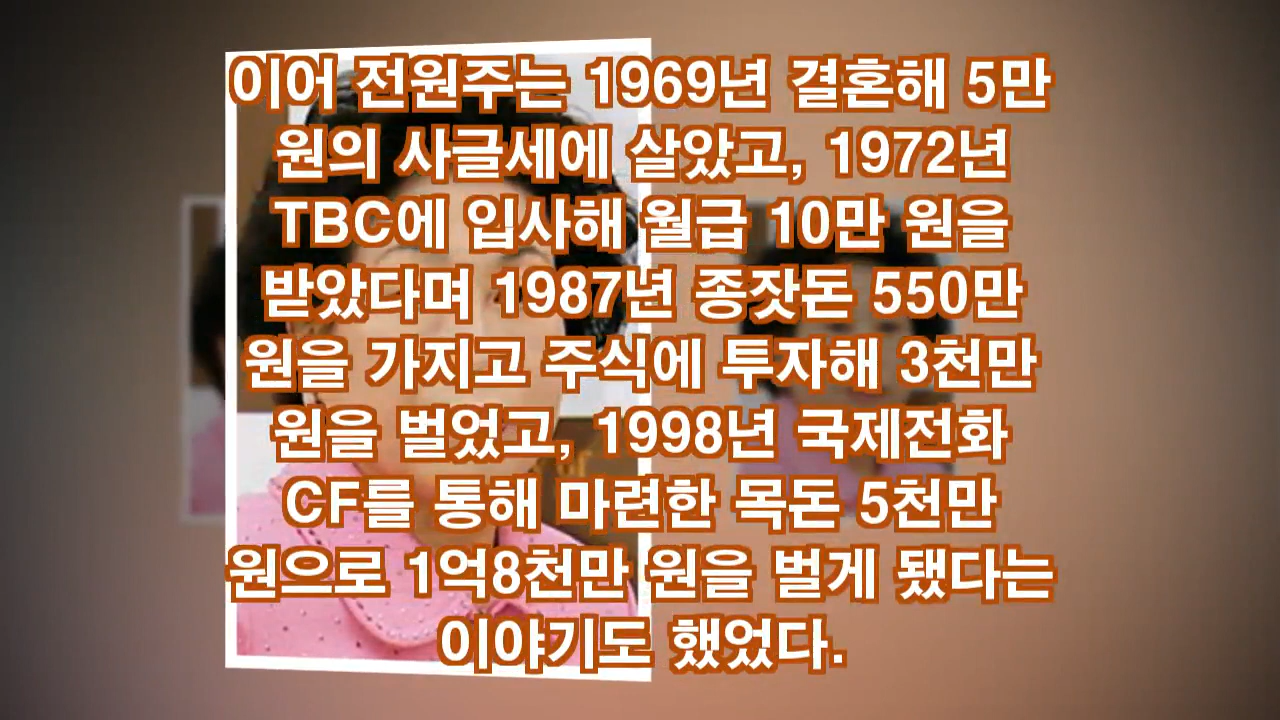 이어 전원주는 1969년 결혼해 5만
원의 사글세에 살았고, 1972년
TBC에 입사해 월급 10만 원을
받았다며 1987년 종잣돈 550만
원을 가지고 주식에 투자해 3천만
원을 벌었고, 1998년 국제전화
CF를 통해 마련한 목돈 5천만
원으로 1억8천만 원을 벌게 됐다는
이야기도 했었다.